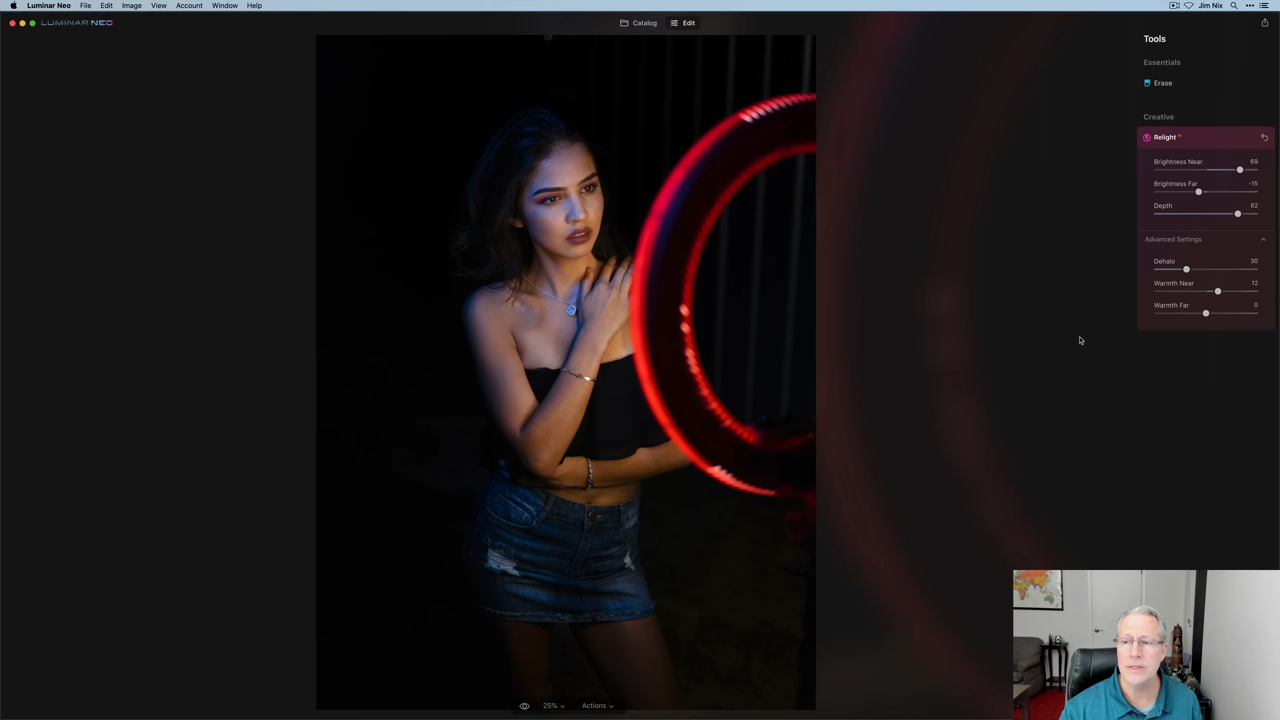 Luminar Neo File Edit Image View Account Window Help Jim Nix
LUMINAR NEO Catalog Edit
Tools
Essentials
Erase
Creative
Relight
Brightness Near 69
Brightness Far -15
Depth 82
Advanced Settings
Dehalo 30
Warmth Near 12
Warmth Far 0
25% Actions